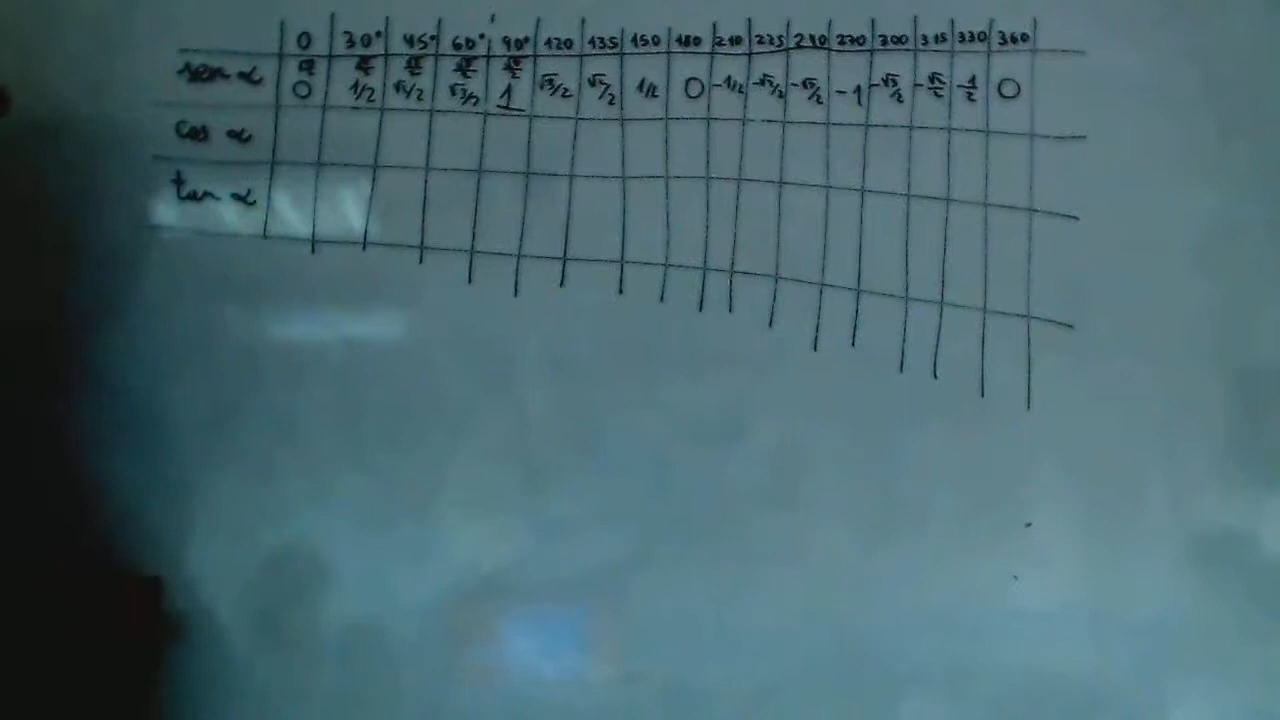 0 30° 45° 60° 90° 120 135 150 180 210 225 240 270 300 315 330 360
sen α 0 1/2 √2/2 √3/2 1 √3/2 √2/2 1/2 0 -1/2 -√2/2 -√3/2 -1 -√3/2 -√2/2 -1/2 0
cos α
tan α